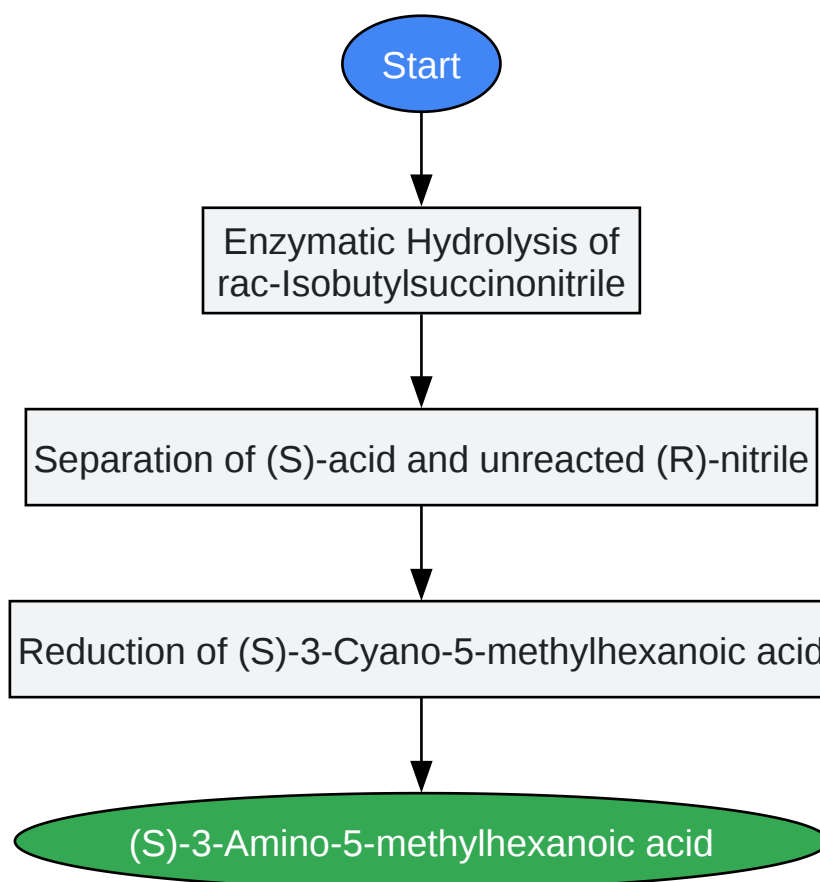 Start
Enzymatic Hydrolysis of
rac-Isobutylsuccinonitrile
Separation of (S)-acid and unreacted (R)-nitrile
Reduction of (S)-3-Cyano-5-methylhexanoic acid
(S)-3-Amino-5-methylhexanoic acid